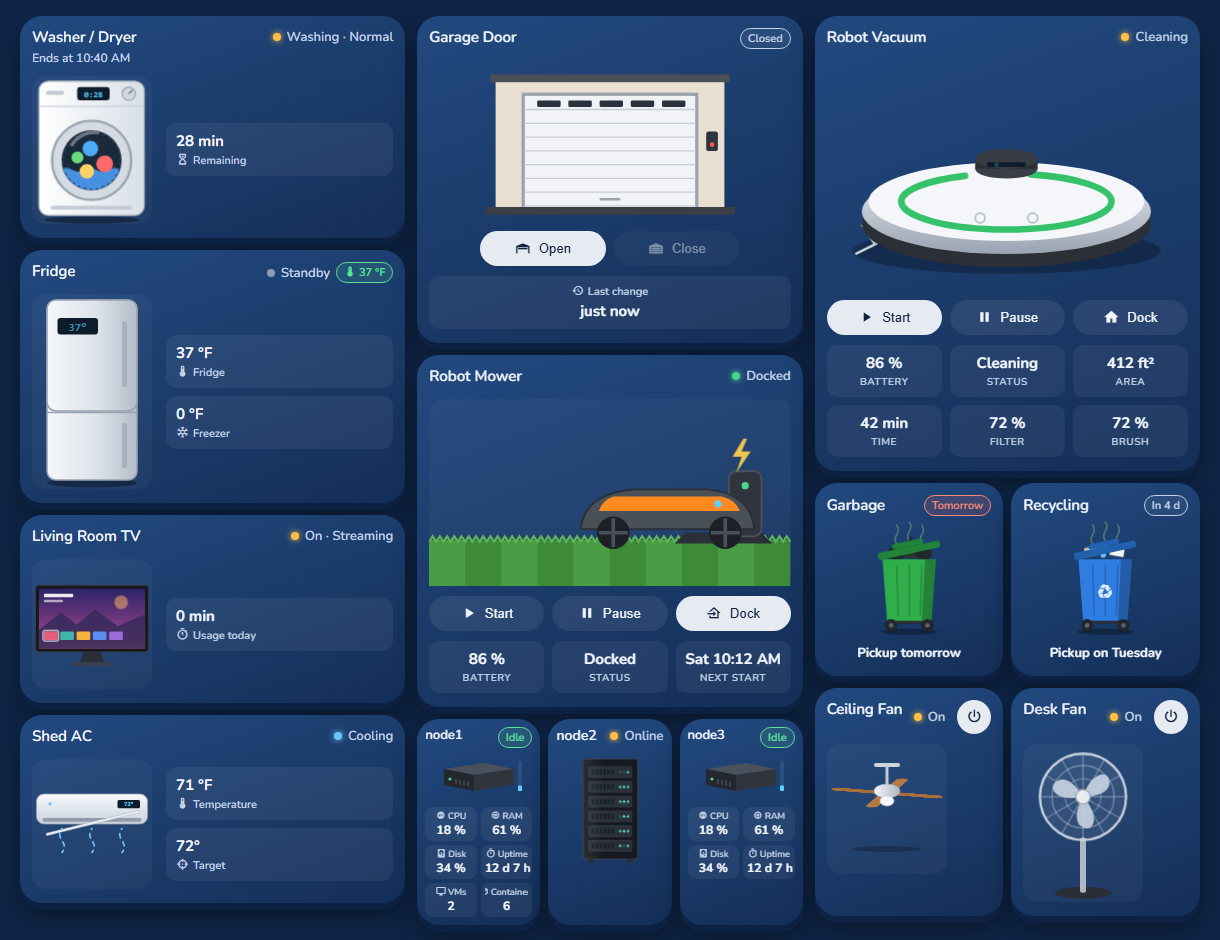 Washer / Dryer
Washing · Normal
Ends at 10:40 AM
0:28
28 min
Remaining
Fridge
Standby
37 °F
37°
37 °F
Fridge
0 °F
Freezer
Living Room TV
On · Streaming
0 min
Usage today
Shed AC
Cooling
72°
71 °F
Temperature
72°
Target
Garage Door
Closed
Open
Close
Last change
just now
Robot Mower
Docked
Start
Pause
Dock
86 %
Docked
Sat 10:12 AM
BATTERY
STATUS
NEXT START
node1
Idle
CPU
RAM
18 %
61 %
Disk
Uptime
34 %
12 d 7 h
VMs
Container
2
6
node2
Online
node3
Idle
CPU
RAM
18 %
61 %
Disk
Uptime
34 %
12 d 7 h
Robot Vacuum
Cleaning
Start
Pause
Dock
86 %
Cleaning
412 ft²
BATTERY
STATUS
AREA
42 min
72 %
72 %
TIME
FILTER
BRUSH
Garbage
Tomorrow
Pickup tomorrow
Recycling
In 4 d
Pickup on Tuesday
Ceiling Fan
On
Desk Fan
On